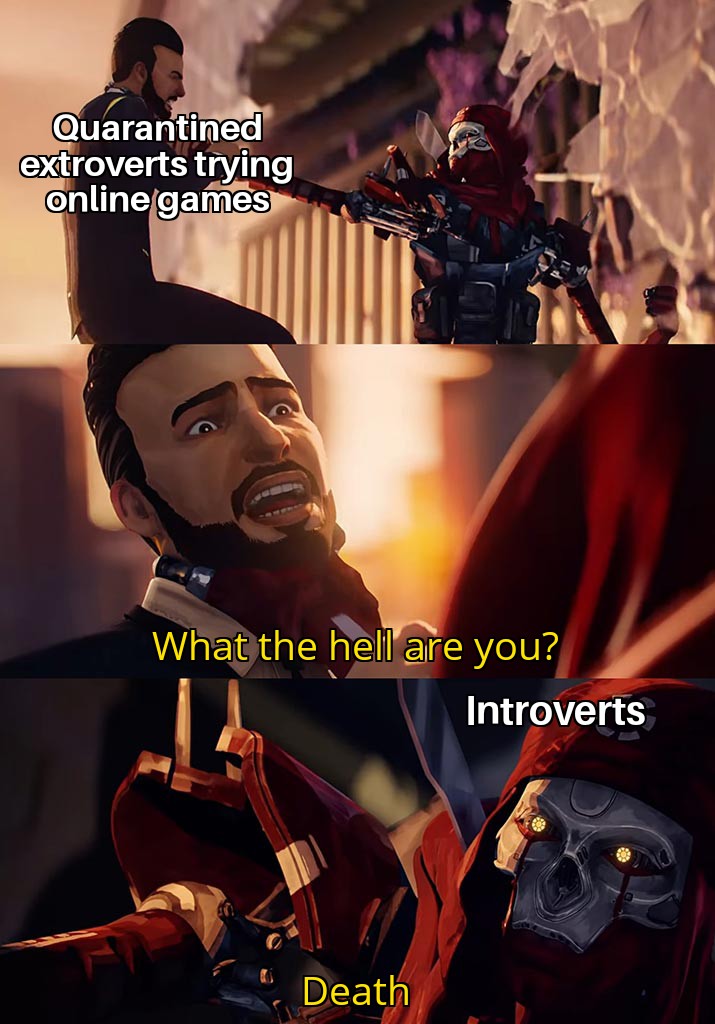 Quarantined
extroverts trying
online games
What the hell are you?
Introverts
Death